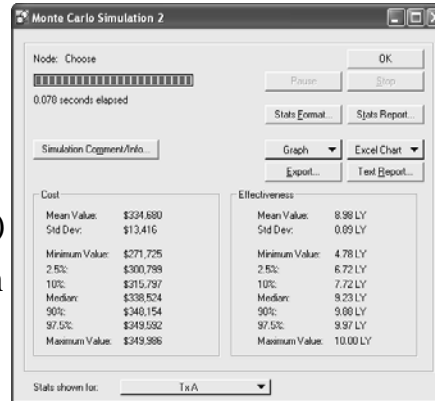 Monte Carlo Simulation 2
Node: Choose
0.078 seconds elapsed
OK
Pause
Stop
Stats Format...
Stats Report...
Simulation Comment/Info...
Graph
Excel Chart
Export...
Text Report...
Cost
Mean Value: $334,680
Std Dev: $13,416
Minimum Value: $271,725
2.5%: $300,799
10%: $315,797
Median: $338,524
90%: $348,154
97.5%: $349,592
Maximum Value: $349,986
Effectiveness
Mean Value: 8.98 LY
Std Dev: 0.89 LY
Minimum Value: 4.78 LY
2.5%: 6.72 LY
10%: 7.72 LY
Median: 9.23 LY
90%: 9.88 LY
97.5%: 9.97 LY
Maximum Value: 10.00 LY
Stats shown for: TxA
)